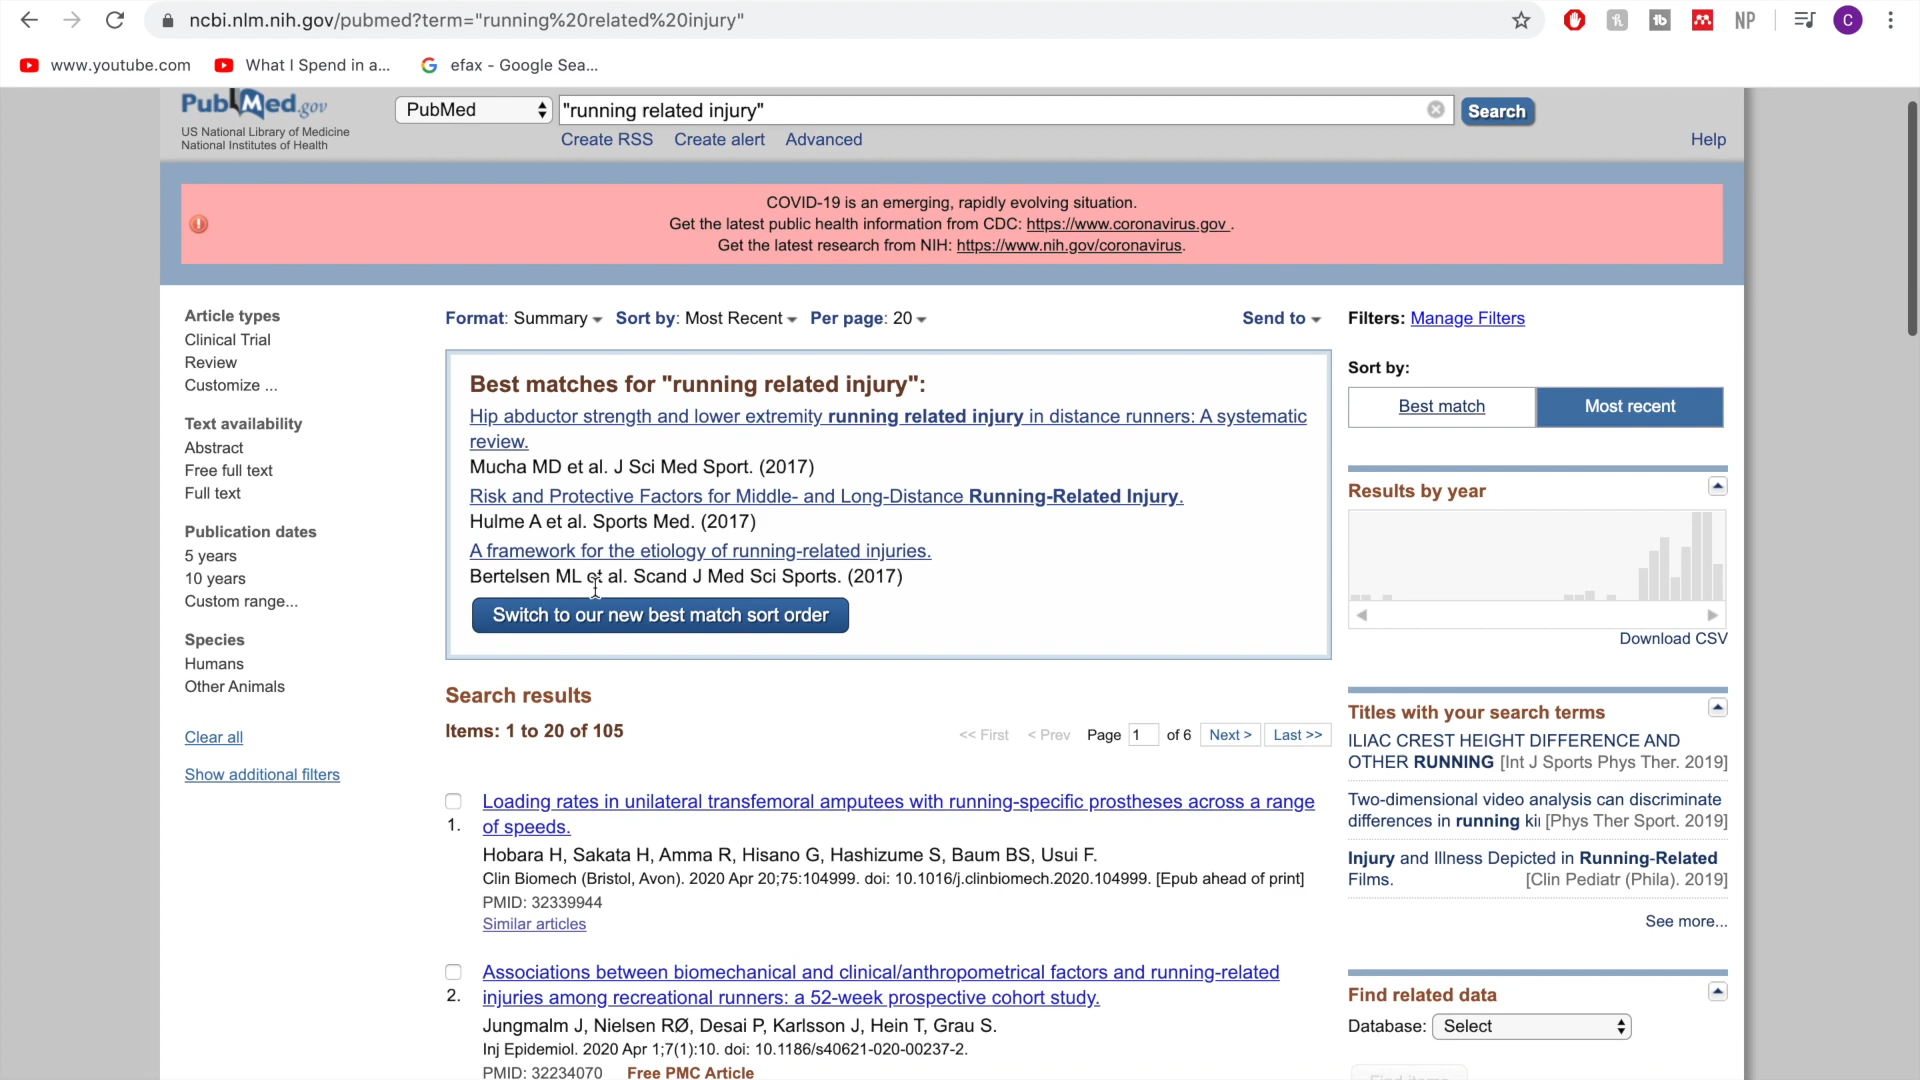 ncbi.nlm.nih.gov/pubmed?term="running%20related%20injury"
NP
C
www.youtube.com
What I Spend in a...
efax - Google Sea...
PubMed.gov
US National Library of Medicine
National Institutes of Health
PubMed
"running related injury"
Search
Create RSS
Create alert
Advanced
Help
COVID-19 is an emerging, rapidly evolving situation.
Get the latest public health information from CDC: https://www.coronavirus.gov .
Get the latest research from NIH: https://www.nih.gov/coronavirus.
Article types
Clinical Trial
Review
Customize ...
Text availability
Abstract
Free full text
Full text
Publication dates
5 years
10 years
Custom range...
Species
Humans
Other Animals
Clear all
Show additional filters
Format: Summary Sort by: Most Recent Per page: 20
Send to
Best matches for "running related injury":
Hip abductor strength and lower extremity running related injury in distance runners: A systematic
review.
Mucha MD et al. J Sci Med Sport. (2017)
Risk and Protective Factors for Middle- and Long-Distance Running-Related Injury.
Hulme A et al. Sports Med. (2017)
A framework for the etiology of running-related injuries.
Bertelsen ML et al. Scand J Med Sci Sports. (2017)
Switch to our new best match sort order
Search results
Items: 1 to 20 of 105
<< First < Prev Page 1 of 6 Next > Last >>
Loading rates in unilateral transfemoral amputees with running-specific prostheses across a range
1. of speeds.
Hobara H, Sakata H, Amma R, Hisano G, Hashizume S, Baum BS, Usui F.
Clin Biomech (Bristol, Avon). 2020 Apr 20;75:104999. doi: 10.1016/j.clinbiomech.2020.104999. [Epub ahead of print]
PMID: 32339944
Similar articles
Associations between biomechanical and clinical/anthropometrical factors and running-related
2. injuries among recreational runners: a 52-week prospective cohort study.
Jungmalm J, Nielsen RØ, Desai P, Karlsson J, Hein T, Grau S.
Inj Epidemiol. 2020 Apr 1;7(1):10. doi: 10.1186/s40621-020-00237-2.
PMID: 32234070 Free PMC Article
Filters: Manage Filters
Sort by:
Best match
Most recent
Results by year
Download CSV
Titles with your search terms
ILIAC CREST HEIGHT DIFFERENCE AND
OTHER RUNNING [Int J Sports Phys Ther. 2019]
Two-dimensional video analysis can discriminate
differences in running kii [Phys Ther Sport. 2019]
Injury and Illness Depicted in Running-Related
Films. [Clin Pediatr (Phila). 2019]
See more...
Find related data
Database: Select
Find items